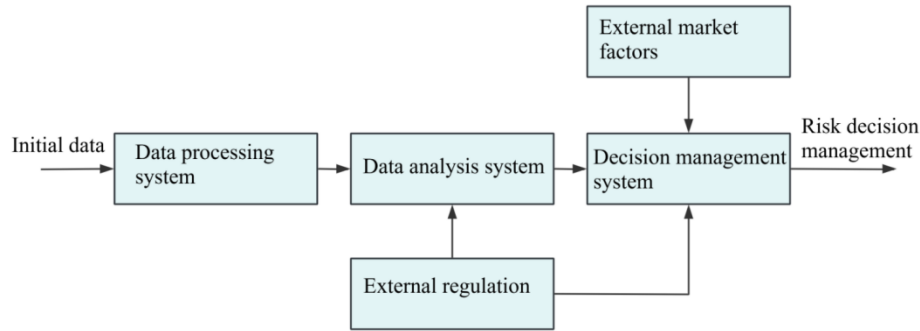 External market
factors
Initial data
Data processing
system
Data analysis system
Decision management
system
Risk decision
management
External regulation